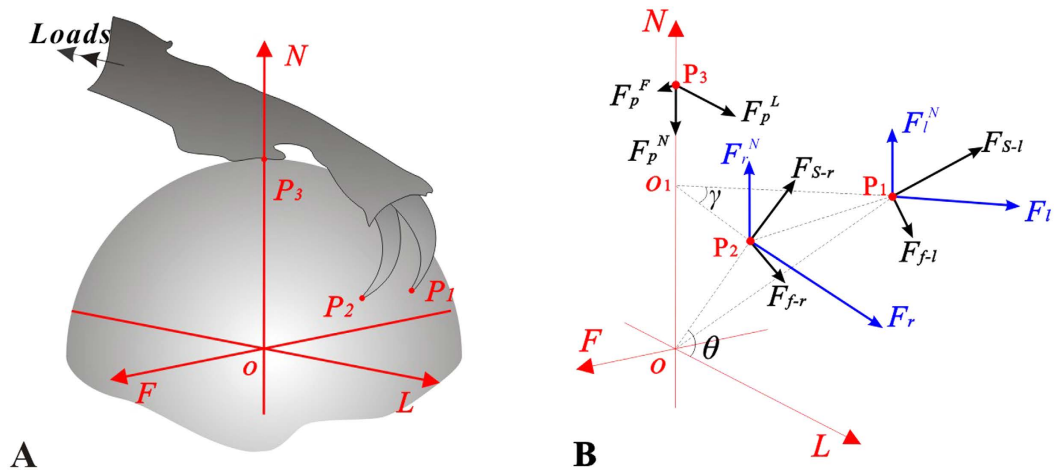 Loads
N
P3
P2
P1
o
F
L
A
N
P3
Fp^F
Fp^L
Fp^N
Fr^N
Fl^N
FS-r
FS-l
o1
γ
P1
P2
Fl
Ff-l
Ff-r
Fr
F
θ
o
L
B